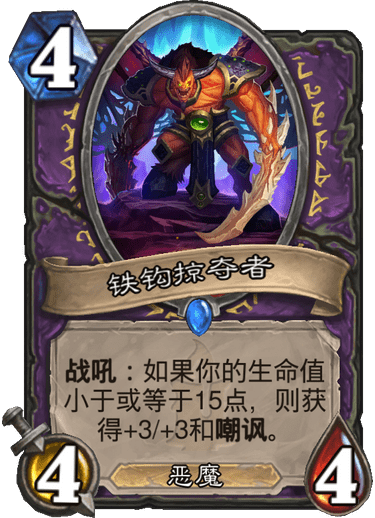 4
铁钩掠夺者
战吼：如果你的生命值
小于或等于15点，则获
得+3/+3和嘲讽。
4
恶魔
4